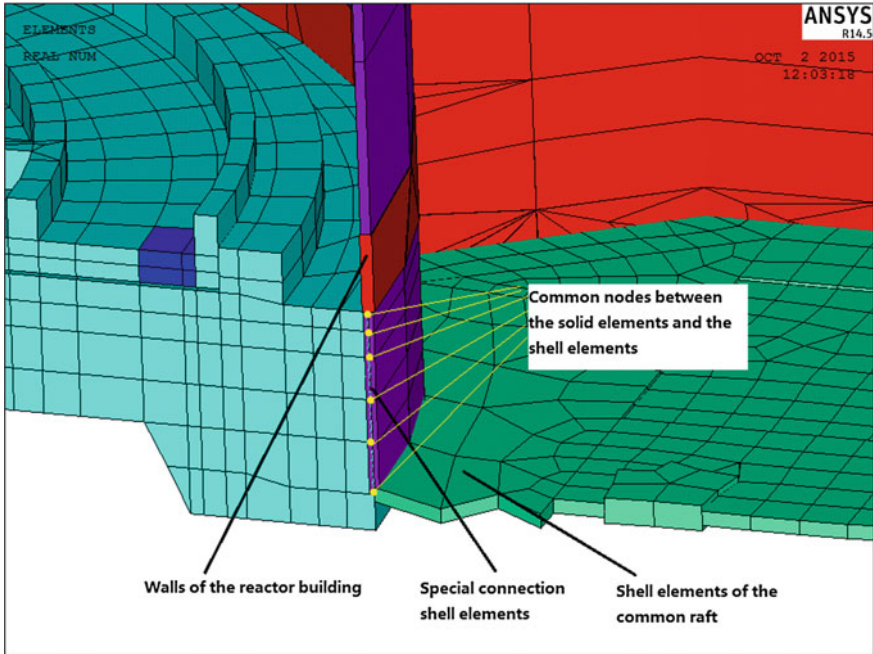 ELEMENTS
REAL NUM
ANSYS
R14.5
OCT 2 2015
12:03:18
Common nodes between
the solid elements and the
shell elements
Walls of the reactor building
Special connection
shell elements
Shell elements of the
common raft